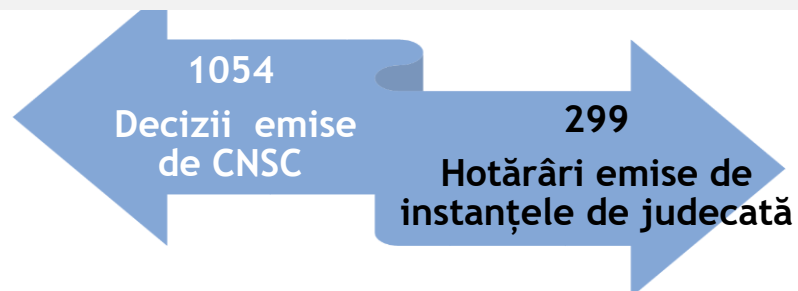 1054
Decizii emise
de CNSC
299
Hotărâri emise de
instanțele de judecată